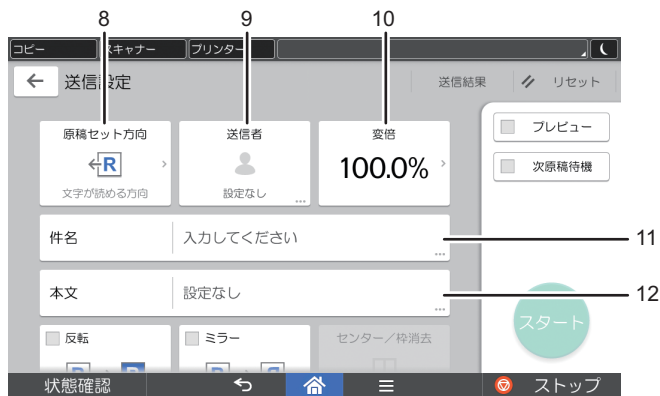 8 9 10
コピー スキャナー プリンター
送信設定 送信結果 リセット
原稿セット方向 送信者 変倍 プレビュー
R 100.0% 次原稿待機
文字が読める方向 設定なし
件名 入力してください 11
本文 設定なし 12
スタート
反転 ミラー センター/枠消去
状態確認 ストップ